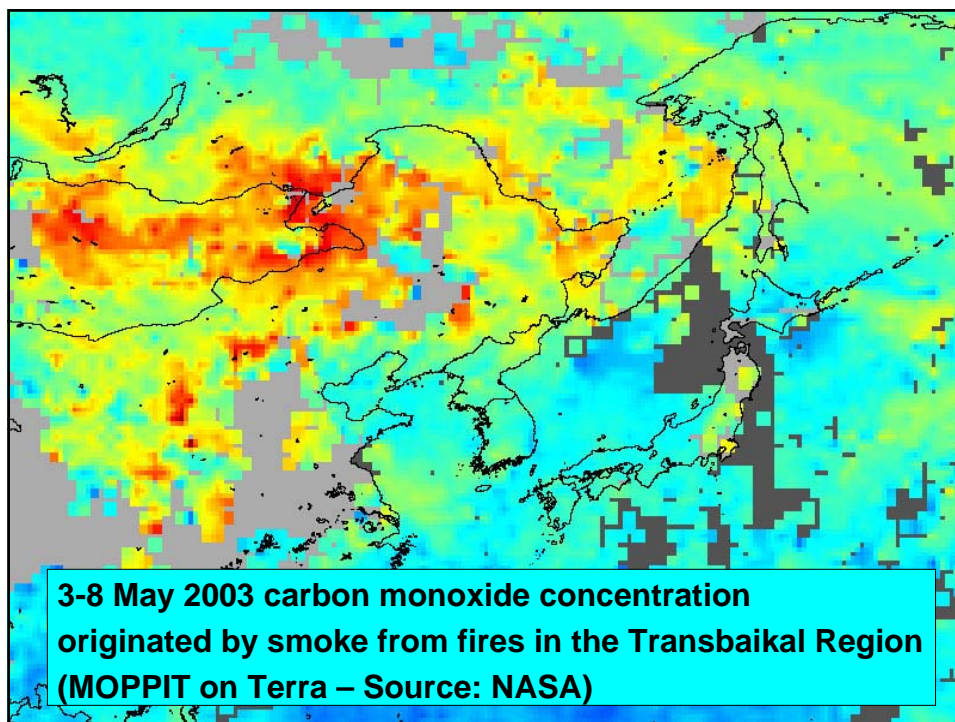 3-8 May 2003 carbon monoxide concentration
originated by smoke from fires in the Transbaikal Region
(MOPPIT on Terra – Source: NASA)